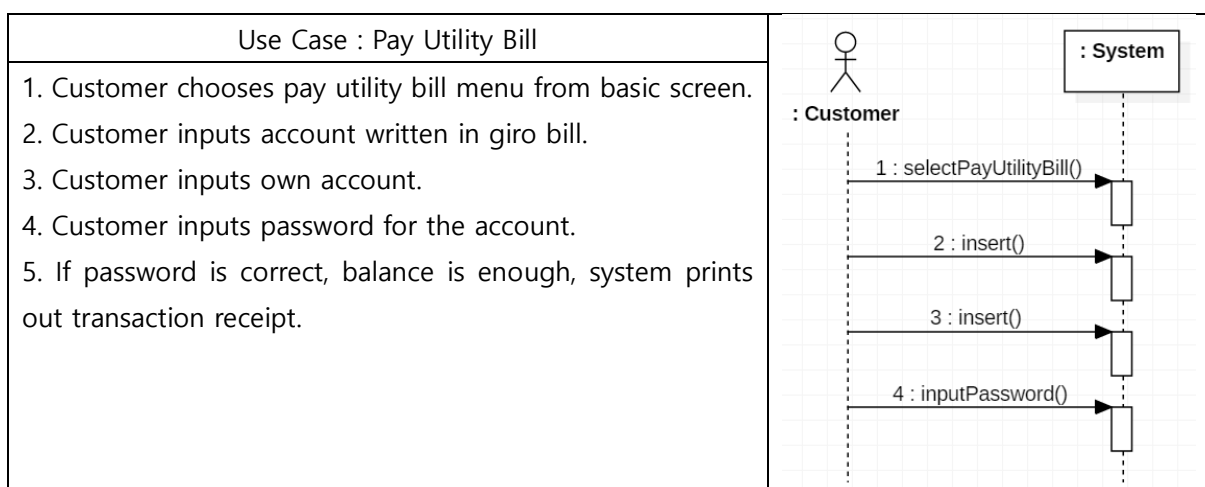 Use Case : Pay Utility Bill
1. Customer chooses pay utility bill menu from basic screen.
2. Customer inputs account written in giro bill.
3. Customer inputs own account.
4. Customer inputs password for the account.
5. If password is correct, balance is enough, system prints
out transaction receipt.
: System
: Customer
1 : selectPayUtilityBill()
2 : insert()
3 : insert()
4 : inputPassword()